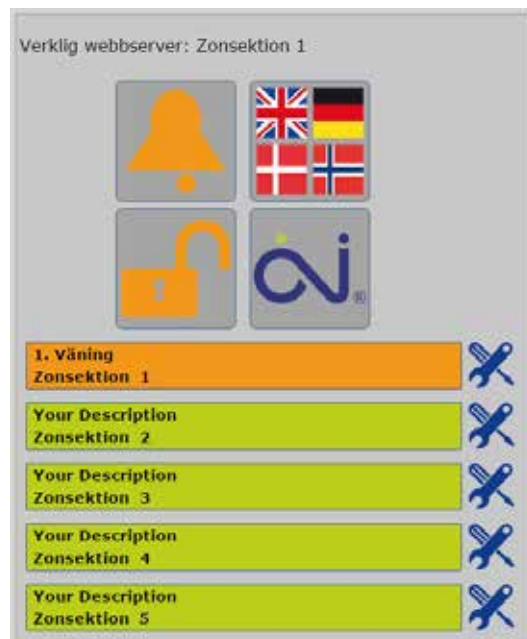 Verklig webbserver: Zonsektion 1
OJ®
1. Våning
Zonsektion 1
Your Description
Zonsektion 2
Your Description
Zonsektion 3
Your Description
Zonsektion 4
Your Description
Zonsektion 5